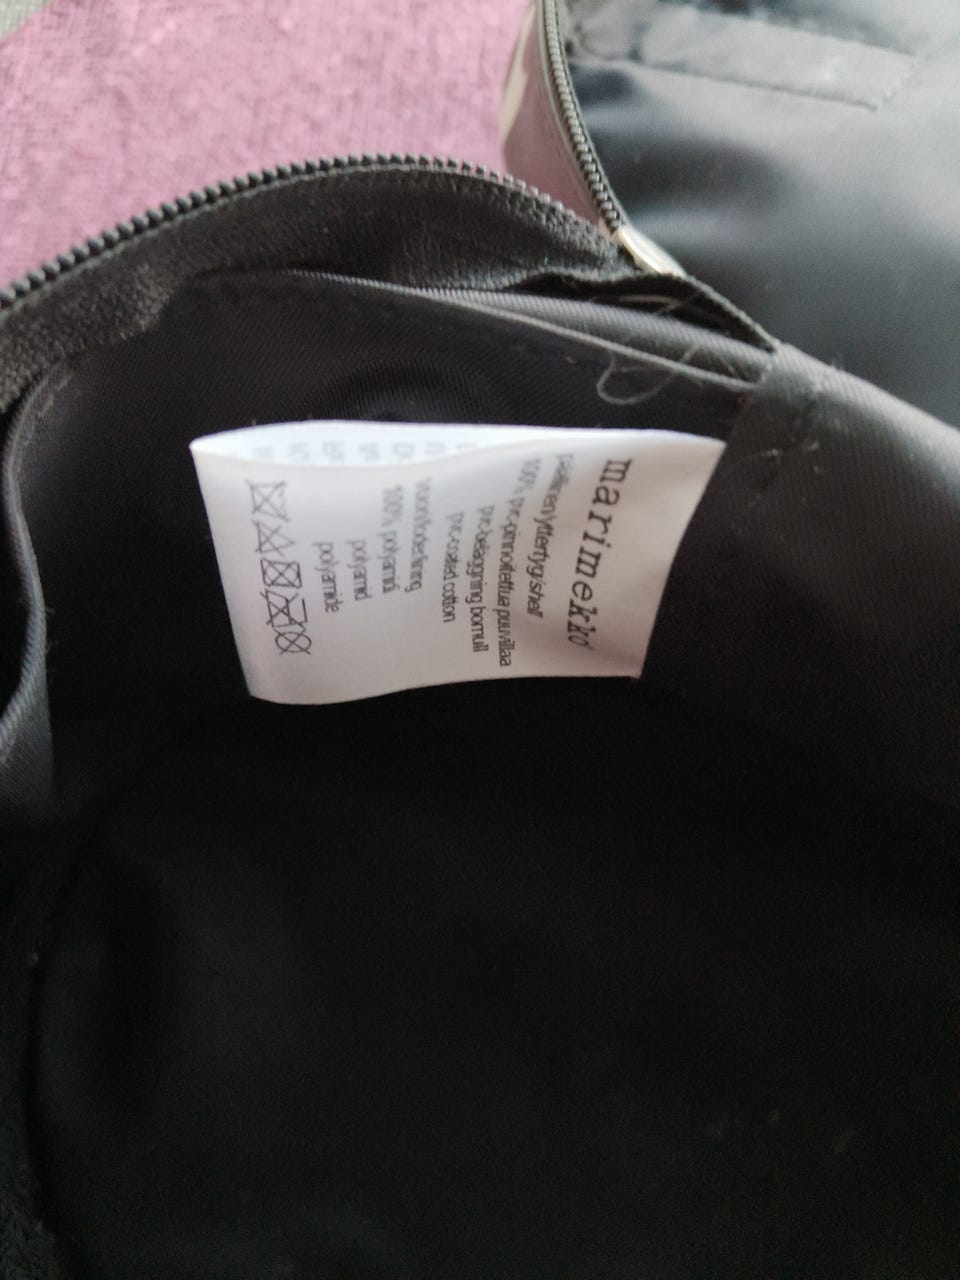 marimekko®
päällinen/yttertyg/shell
100% pvc-pinnoitettua puuvillaa
pvc-beläggning bomull
pvc-coated cotton
vuori/foder/lining
100% polyamidi
polyamid
polyamide